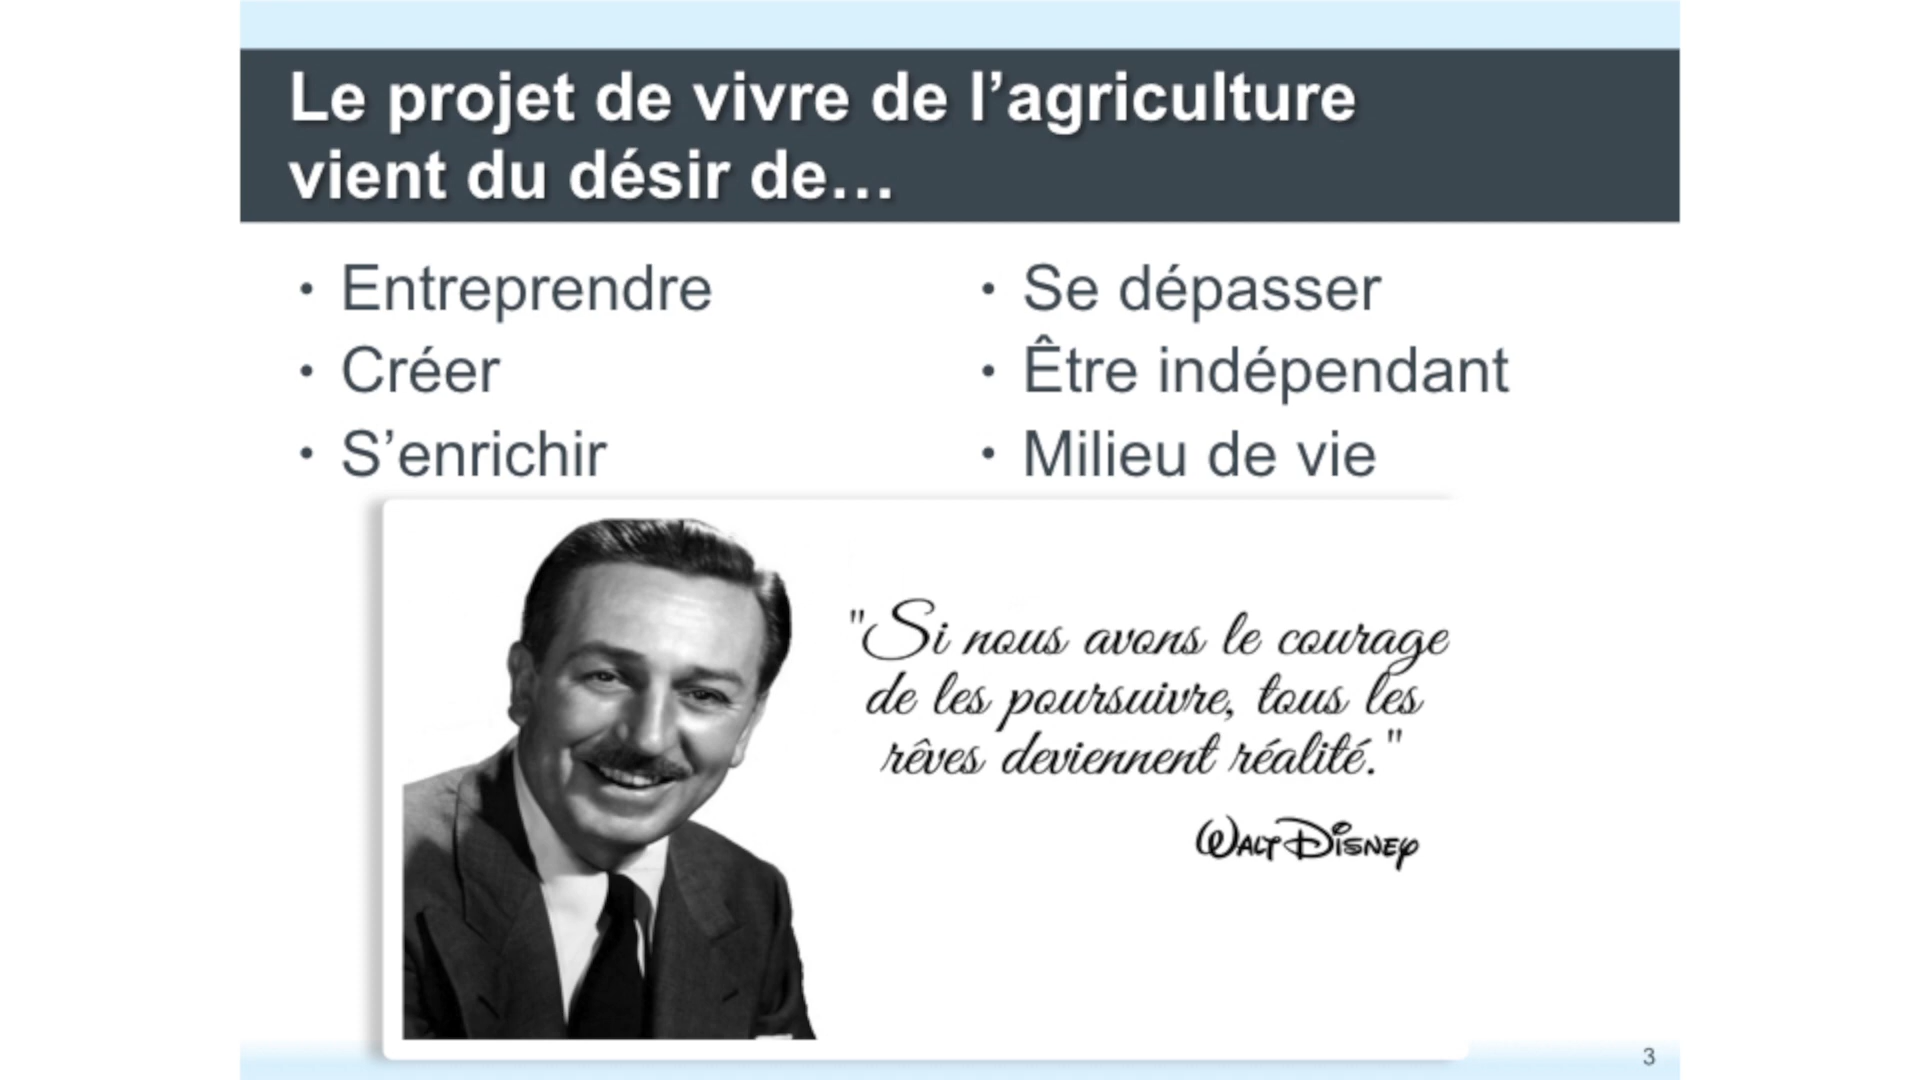 Le projet de vivre de l’agriculture
vient du désir de…
• Entreprendre
• Créer
• S’enrichir
• Se dépasser
• Être indépendant
• Milieu de vie
"Si nous avons le courage
de les poursuivre, tous les
rêves deviennent réalité."
WALT DISNEY
3